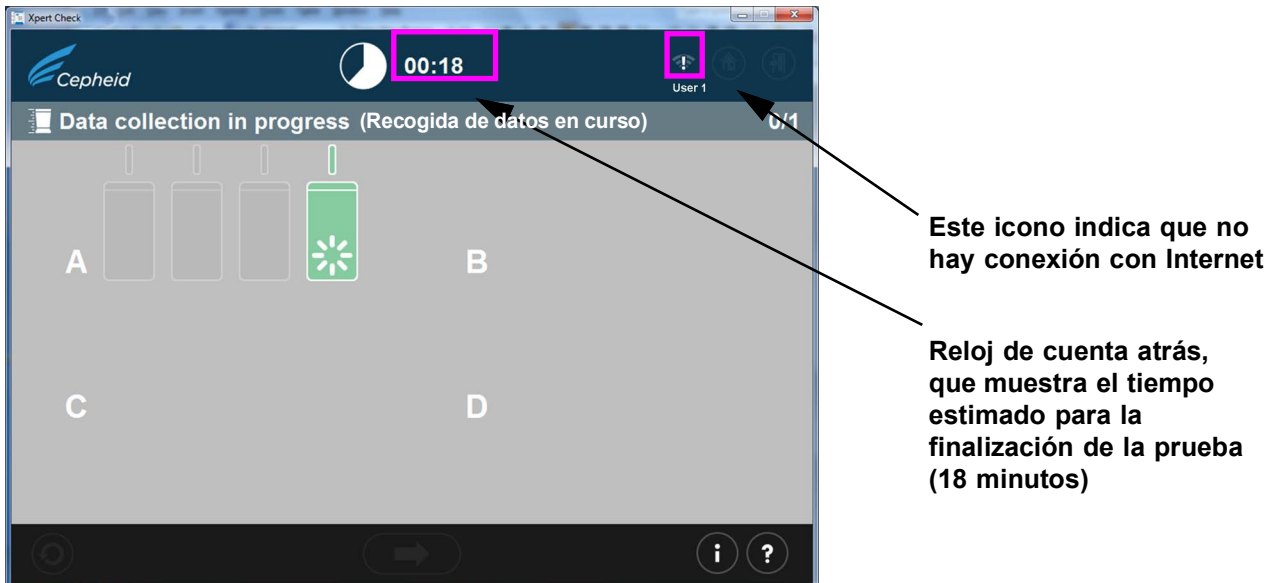 Xpert Check
Cepheid
00:18
User 1
Data collection in progress (Recogida de datos en curso)
0/1
A
B
C
D
i
?
Este icono indica que no
hay conexión con Internet
Reloj de cuenta atrás,
que muestra el tiempo
estimado para la
finalización de la prueba
(18 minutos)